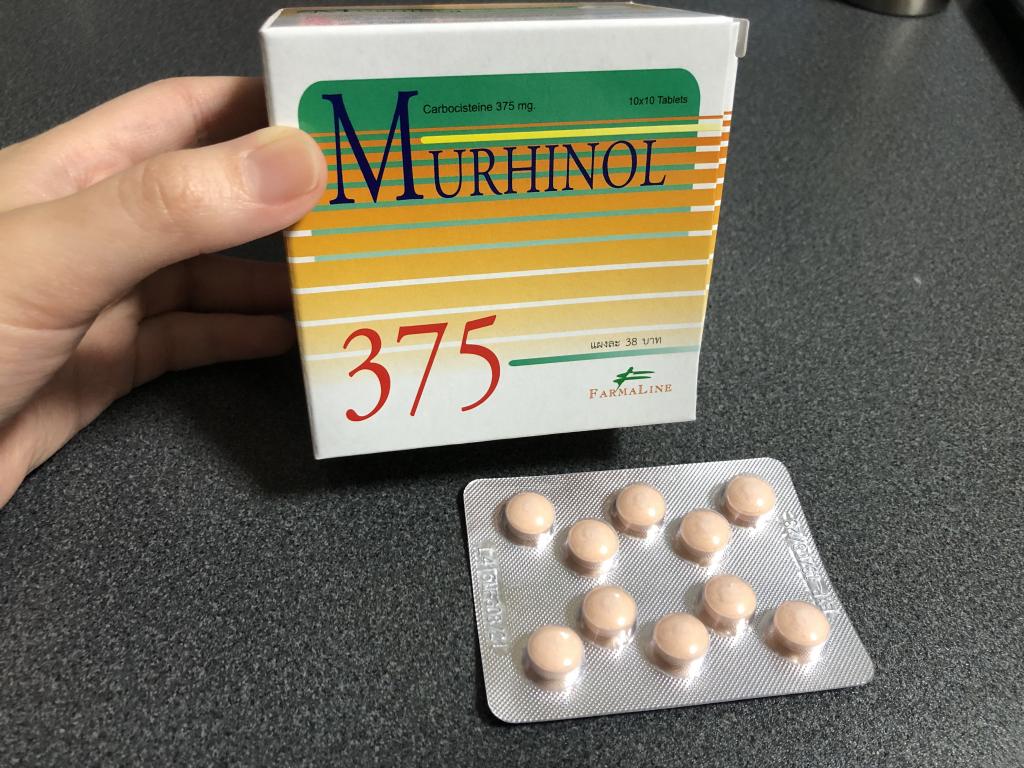 Carbocisteine 375 mg.
10x10 Tablets
MURHINOL
375
แผงละ 38 บาท
FARMALINE